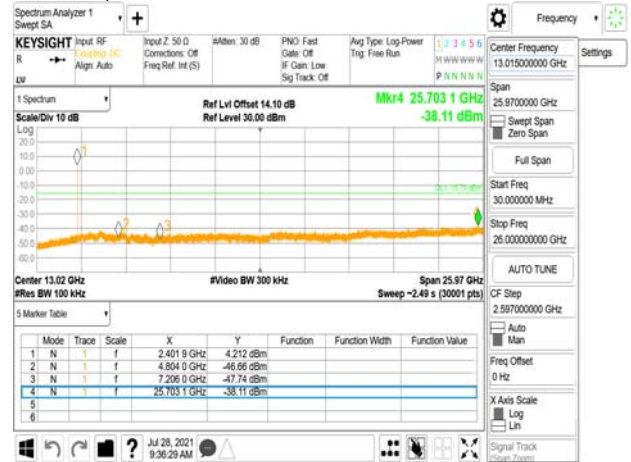 Spectrum Analyzer 1
Swept SA
Frequency
KEYSIGHT
R
LV
Input: RF
Coupling: DC
Align: Auto
Input Z: 50 Ω
Corrections: Off
Freq Ref: Int (S)
#Atten: 30 dB
PNO: Fast
Gate: Off
IF Gain: Low
Sig Track: Off
Avg Type: Log-Power
Trig: Free Run
1 2 3 4 5 6
M W W W W W
P N N N N N
Settings
Center Frequency
13.015000000 GHz
Span
25.9700000 GHz
Swept Span
Zero Span
Full Span
Start Freq
30.000000 MHz
Stop Freq
26.000000000 GHz
AUTO TUNE
CF Step
2.597000000 GHz
Auto
Man
Freq Offset
0 Hz
X Axis Scale
Log
Lin
Signal Track
(Span Zoom)
1 Spectrum
Scale/Div 10 dB
Ref Lvl Offset 14.10 dB
Ref Level 30.00 dBm
Mkr4 25.703 1 GHz
-38.11 dBm
Log
20.0
10.0
0.00
-10.0
-20.0
-30.0
-40.0
-50.0
-60.0
1
2
3
Center 13.02 GHz
#Res BW 100 kHz
#Video BW 300 kHz
Span 25.97 GHz
Sweep ~2.49 s (30001 pts)
5 Marker Table
Mode Trace Scale X Y Function Function Width Function Value
1 N 1 f 2.401 9 GHz 4.212 dBm
2 N 1 f 4.804 0 GHz -46.66 dBm
3 N 1 f 7.206 0 GHz -47.74 dBm
4 N 1 f 25.703 1 GHz -38.11 dBm
5
6
?
Jul 28, 2021
9:36:29 AM